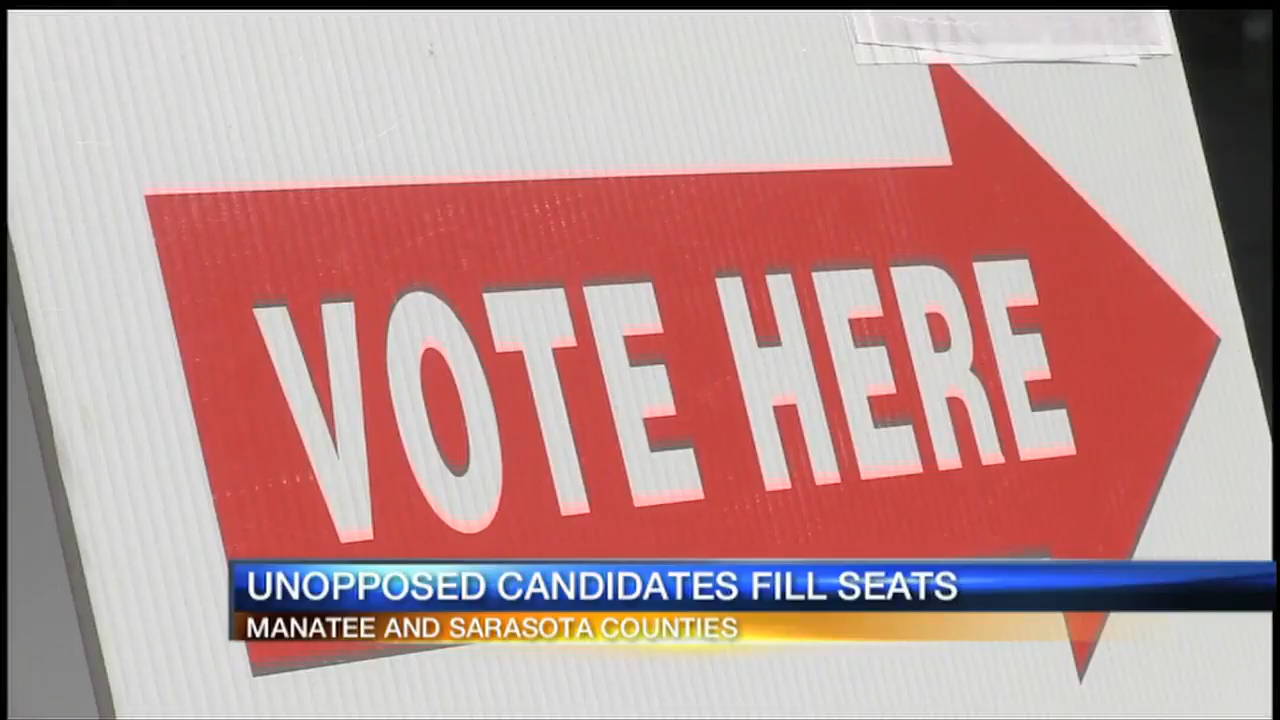 VOTE HERE
UNOPPOSED CANDIDATES FILL SEATS
MANATEE AND SARASOTA COUNTIES